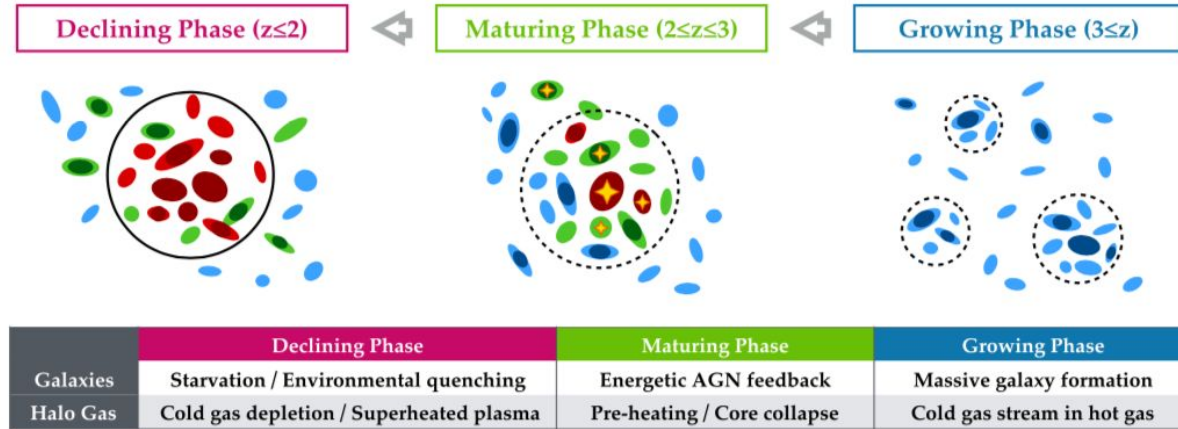 Declining Phase (z≤2) Maturing Phase (2≤z≤3) Growing Phase (3≤z)
Declining Phase Maturing Phase Growing Phase
Galaxies Starvation / Environmental quenching Energetic AGN feedback Massive galaxy formation
Halo Gas Cold gas depletion / Superheated plasma Pre-heating / Core collapse Cold gas stream in hot gas